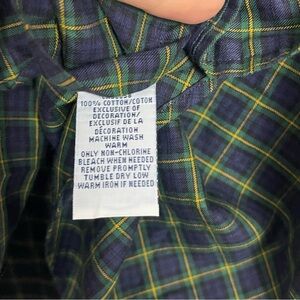 100% COTTON/COTON
EXCLUSIVE OF
DECORATION/
EXCLUSIF DE LA
DÉCORATION
MACHINE WASH
WARM
ONLY NON-CHLORINE
BLEACH WHEN NEEDED
REMOVE PROMPTLY
TUMBLE DRY LOW
WARM IRON IF NEEDED